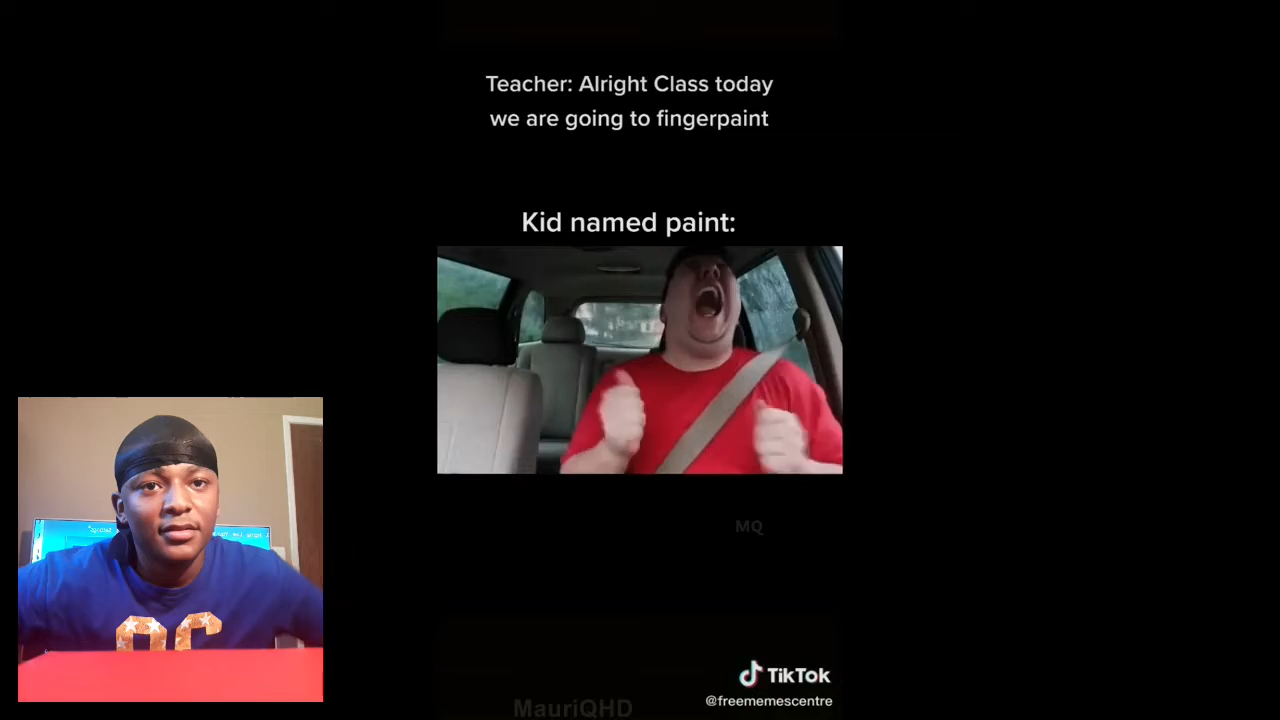 Teacher: Alright Class today
we are going to fingerpaint
Kid named paint:
MQ
TikTok
@freememescentre
MauriQHD